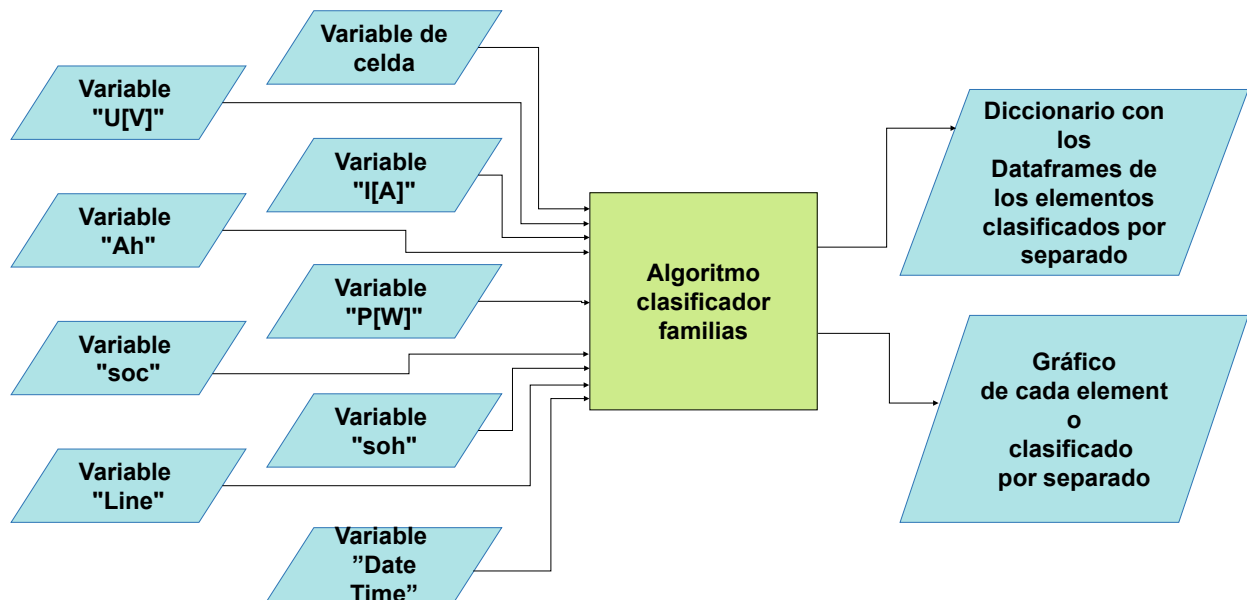 Variable de
celda
Variable
"U[V]"
Variable
"I[A]"
Variable
"Ah"
Variable
"P[W]"
Variable
"soc"
Variable
"soh"
Variable
"Line"
Variable
”Date
Time”
Algoritmo
clasificador
familias
Diccionario con
los
Dataframes de
los elementos
clasificados por
separado
Gráfico
de cada element
o
clasificado
por separado